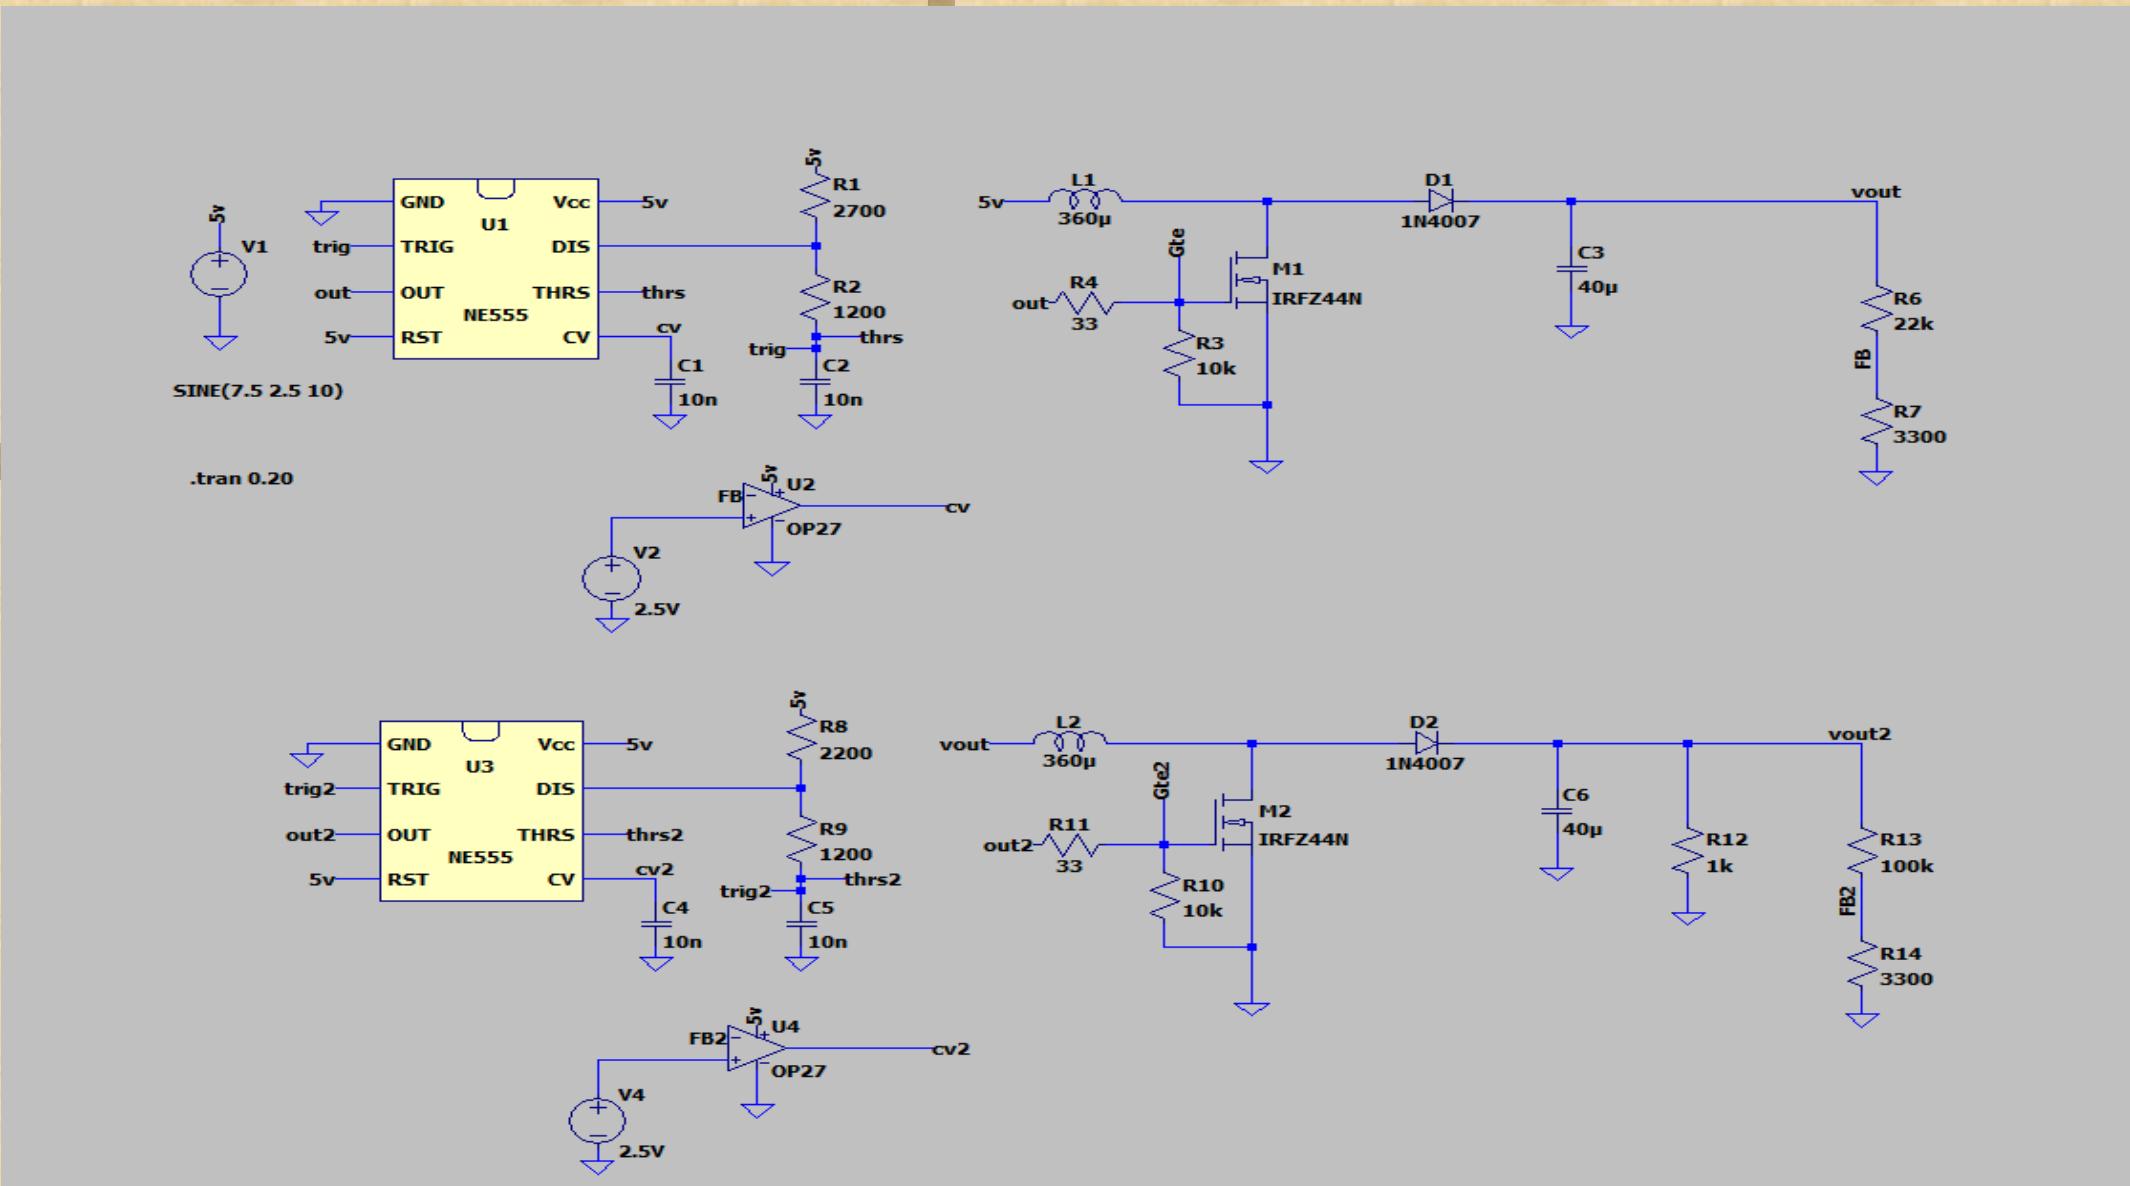 5v
V1
SINE(7.5 2.5 10)
.tran 0.20
GND
TRIG
OUT
RST
U1
NE555
Vcc
DIS
THRS
CV
trig
out
5v
5v
thrs
cv
C1
10n
5v
R1
2700
R2
1200
thrs
trig
C2
10n
5v
L1
360µ
Gte
out
R4
33
R3
10k
M1
IRFZ44N
D1
1N4007
C3
40µ
vout
R6
22k
FB
R7
3300
5v
FB
U2
OP27
cv
V2
2.5V
GND
TRIG
OUT
RST
U3
NE555
Vcc
DIS
THRS
CV
trig2
out2
5v
5v
thrs2
cv2
C4
10n
5v
R8
2200
R9
1200
thrs2
trig2
C5
10n
vout
L2
360µ
Gte2
out2
R11
33
R10
10k
M2
IRFZ44N
D2
1N4007
C6
40µ
R12
1k
vout2
R13
100k
FB2
R14
3300
5v
FB2
U4
OP27
cv2
V4
2.5V